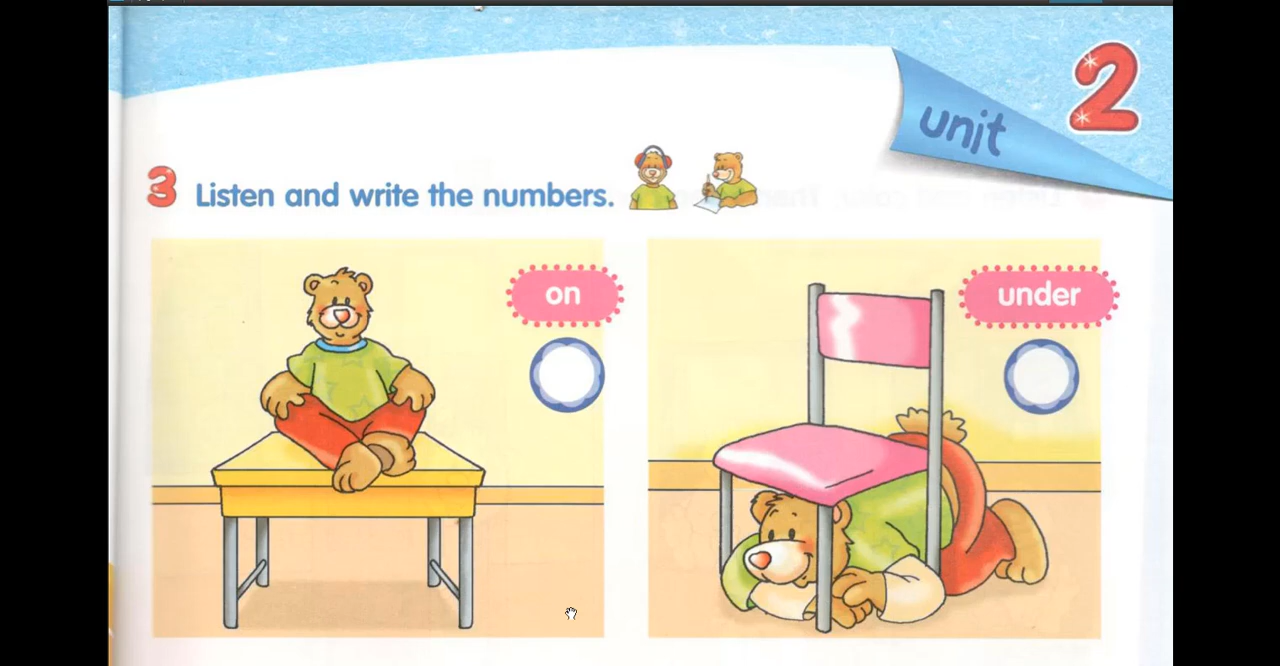 2
unit
3 Listen and write the numbers.
on
under